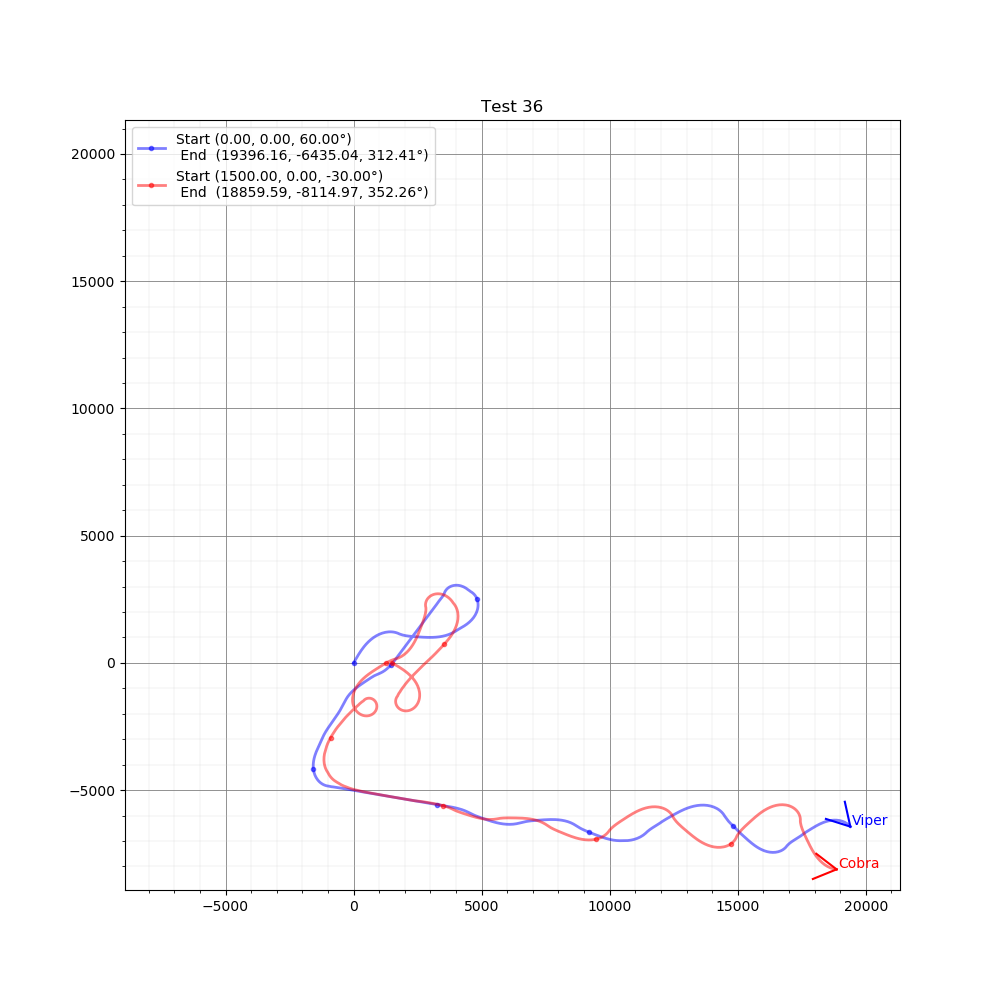 Test 36
Start (0.00, 0.00, 60.00°)
End  (19396.16, -6435.04, 312.41°)
Start (1500.00, 0.00, -30.00°)
End  (18859.59, -8114.97, 352.26°)
20000
15000
10000
5000
0
−5000
Viper
Cobra
−5000 0 5000 10000 15000 20000